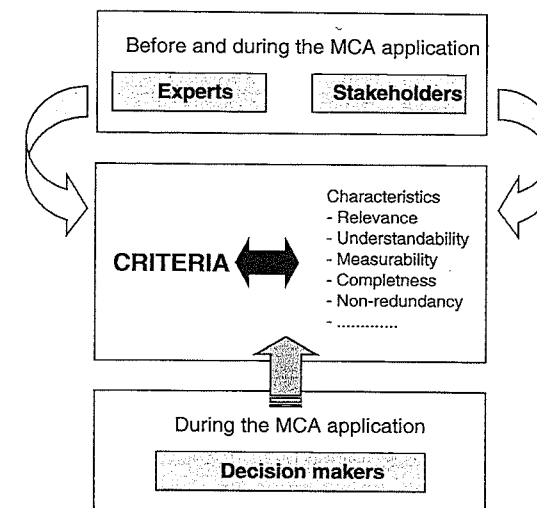 Before and during the MCA application
Experts Stakeholders
Characteristics
- Relevance
- Understandability
CRITERIA
- Measurability
- Completness
- Non-redundancy
- .............
During the MCA application
Decision makers